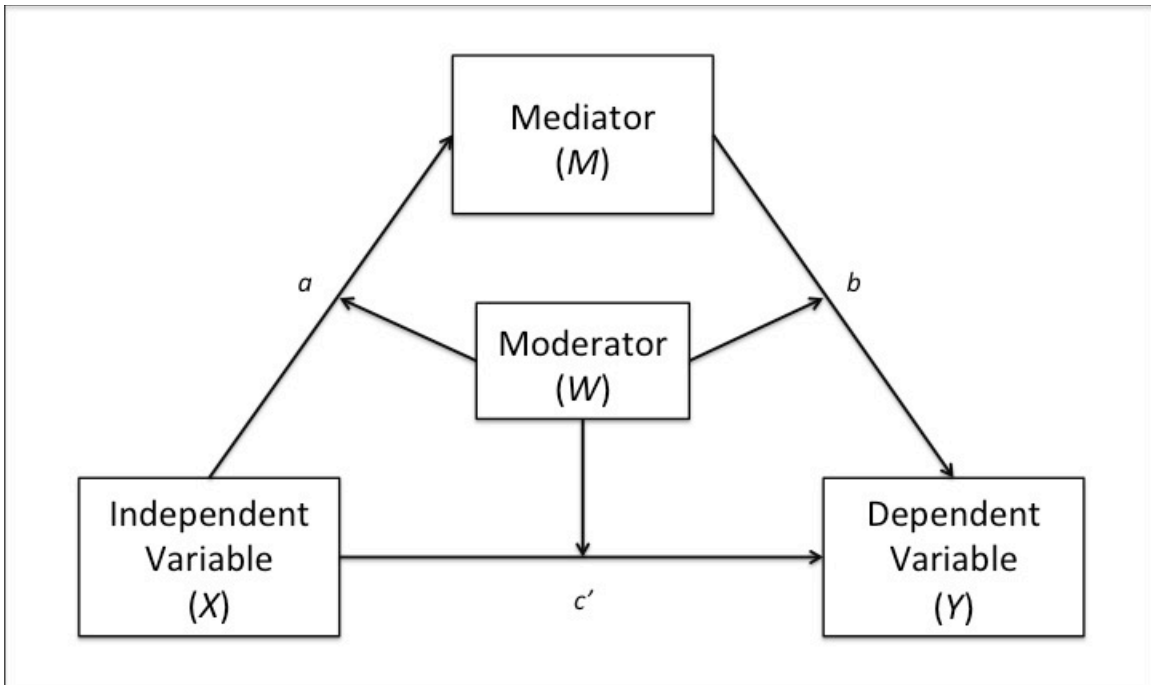 Mediator
(M)
a
b
Moderator
(W)
Independent
Variable
(X)
Dependent
Variable
(Y)
c’